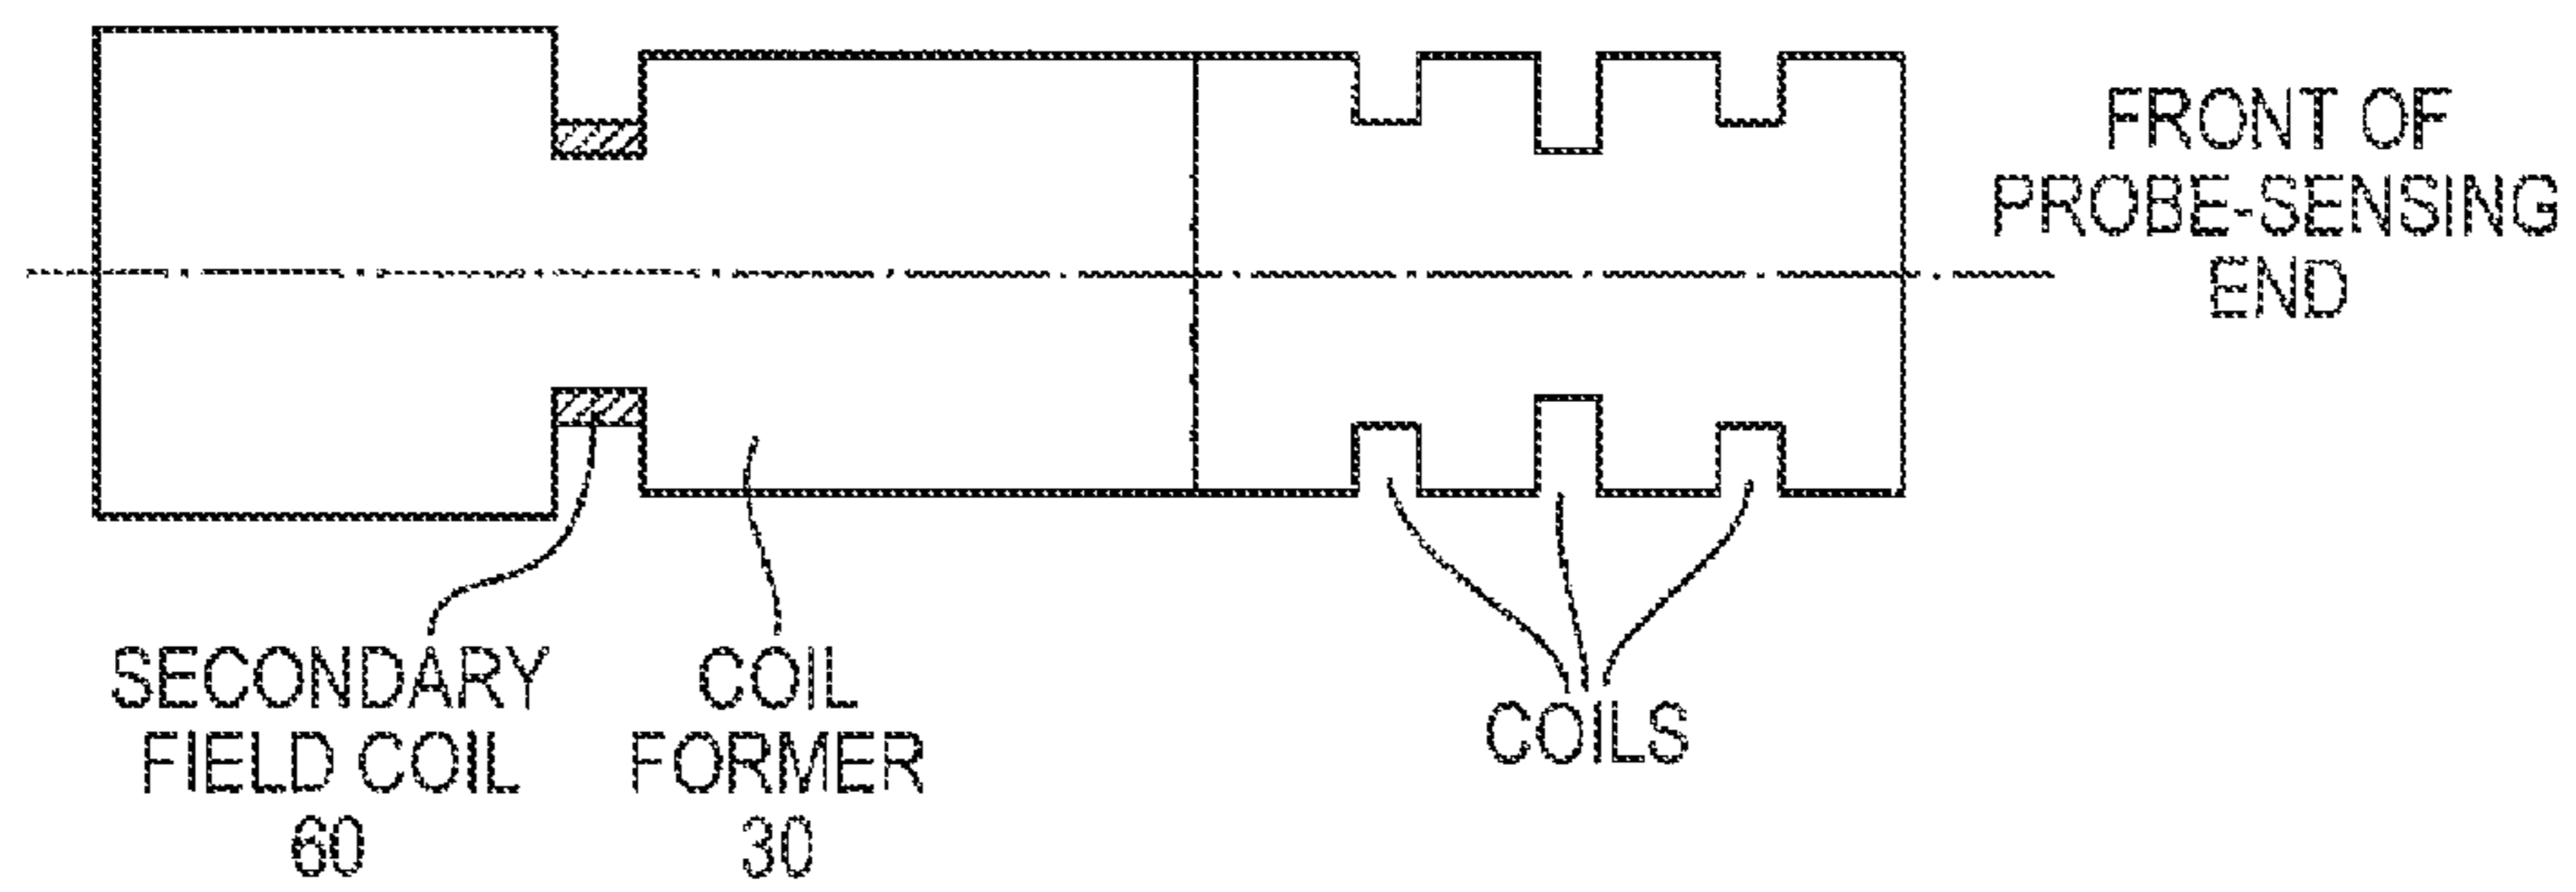 FRONT OF
PROBE-SENSING
END
SECONDARY
FIELD COIL
60
COIL
FORMER
30
COILS